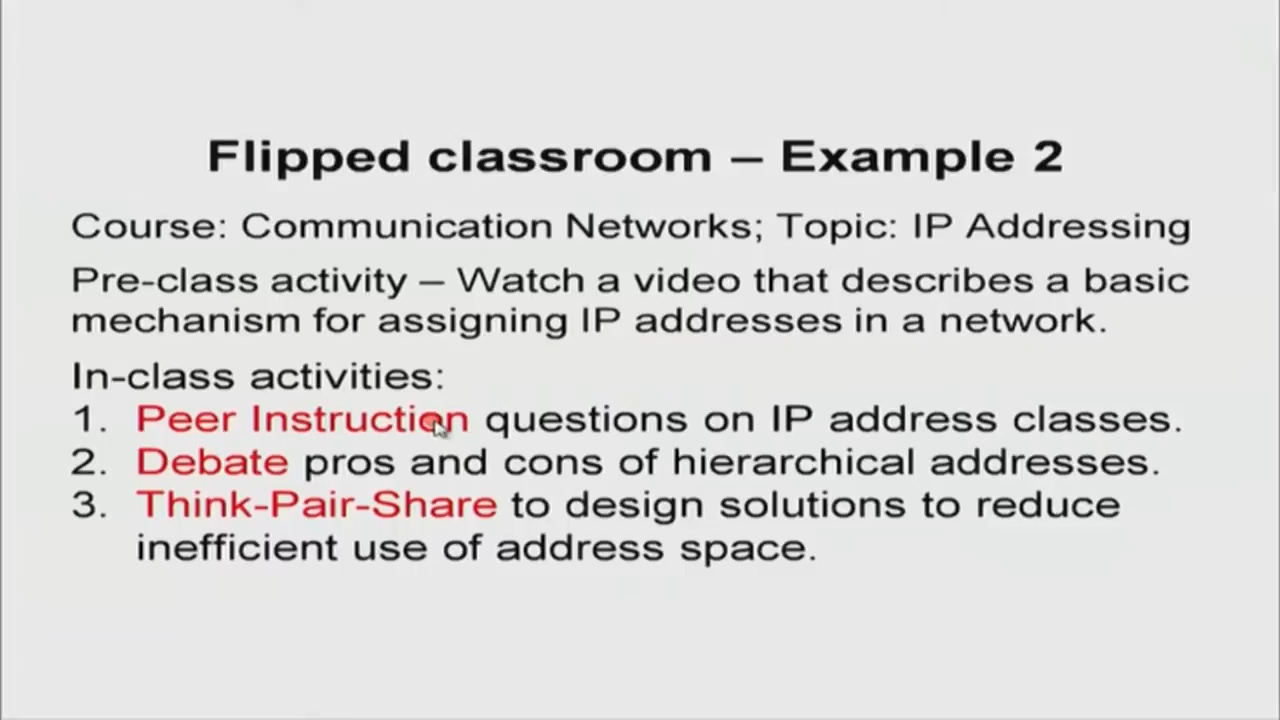 Flipped classroom – Example 2
Course: Communication Networks; Topic: IP Addressing
Pre-class activity – Watch a video that describes a basic
mechanism for assigning IP addresses in a network.
In-class activities:
1. Peer Instruction questions on IP address classes.
2. Debate pros and cons of hierarchical addresses.
3. Think-Pair-Share to design solutions to reduce
inefficient use of address space.